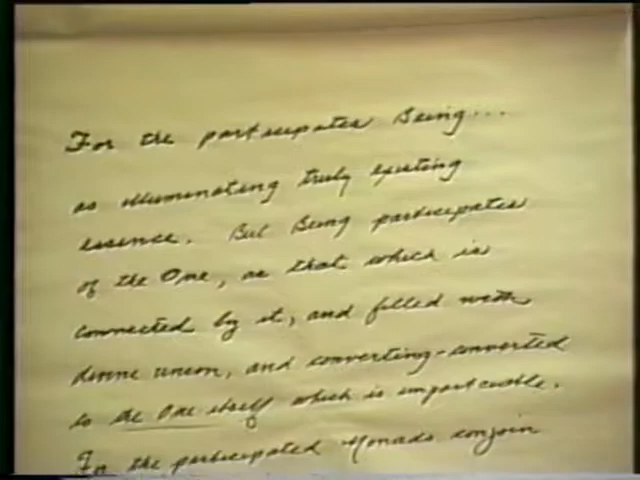 For the participated Being...
as illuminating truly existing
essence. But Being participates
of the One, as that which is
connected by it, and filled with
divine union, and converting-converted
to the One itself which is imparticible.
For the participated Monads conjoin